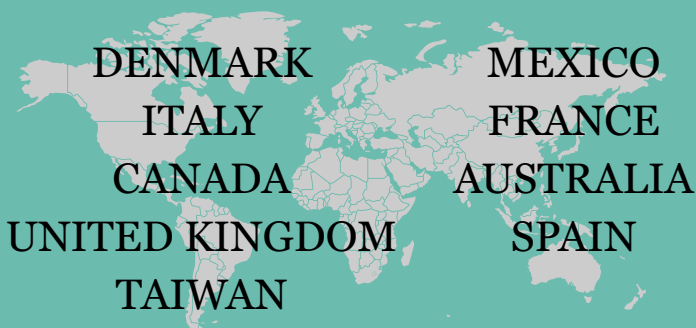 DENMARK
ITALY
CANADA
UNITED KINGDOM
TAIWAN
MEXICO
FRANCE
AUSTRALIA
SPAIN